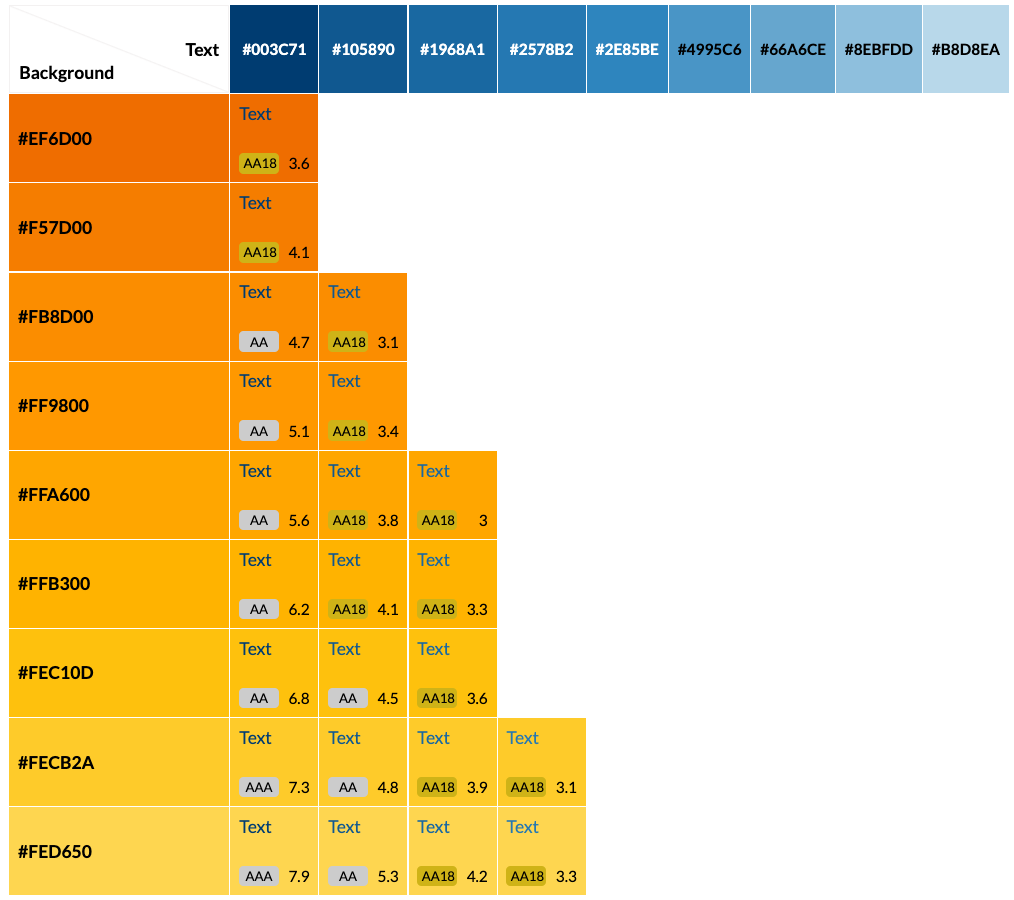 Text #003C71 #105890 #1968A1 #2578B2 #2E85BE #4995C6 #66A6CE #8EBFDD #B8D8EA
Background
Text
#EF6D00
AA18 3.6
Text
#F57D00
AA18 4.1
Text Text
#FB8D00
AA 4.7 AA18 3.1
Text Text
#FF9800
AA 5.1 AA18 3.4
Text Text Text
#FFA600
AA 5.6 AA18 3.8 AA18 3
Text Text Text
#FFB300
AA 6.2 AA18 4.1 AA18 3.3
Text Text Text
#FEC10D
AA 6.8 AA 4.5 AA18 3.6
Text Text Text Text
#FECB2A
AAA 7.3 AA 4.8 AA18 3.9 AA18 3.1
Text Text Text Text
#FED650
AAA 7.9 AA 5.3 AA18 4.2 AA18 3.3